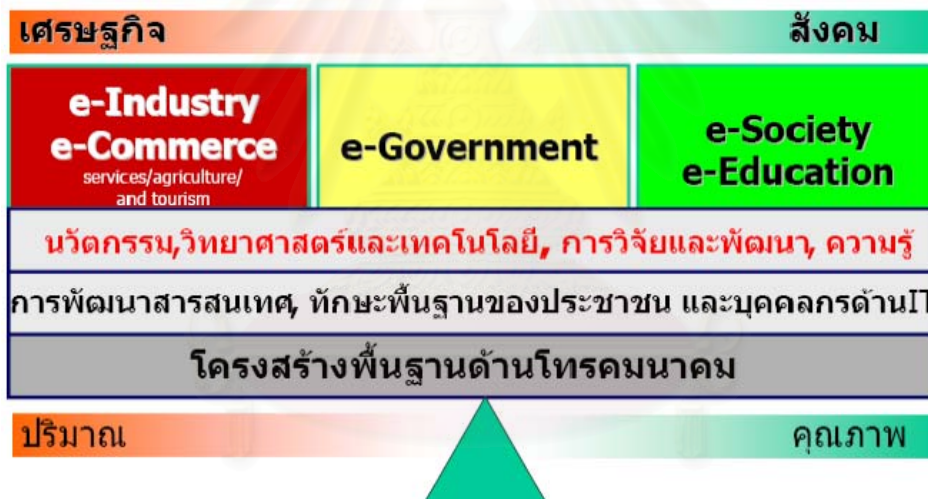 เศรษฐกิจ สังคม
e-Industry
e-Commerce
services/agriculture/
and tourism
e-Government
e-Society
e-Education
นวัตกรรม,วิทยาศาสตร์และเทคโนโลยี, การวิจัยและพัฒนา, ความรู้
การพัฒนาสารสนเทศ, ทักษะพื้นฐานของประชาชน และบุคคลกรด้านIT
โครงสร้างพื้นฐานด้านโทรคมนาคม
ปริมาณ คุณภาพ